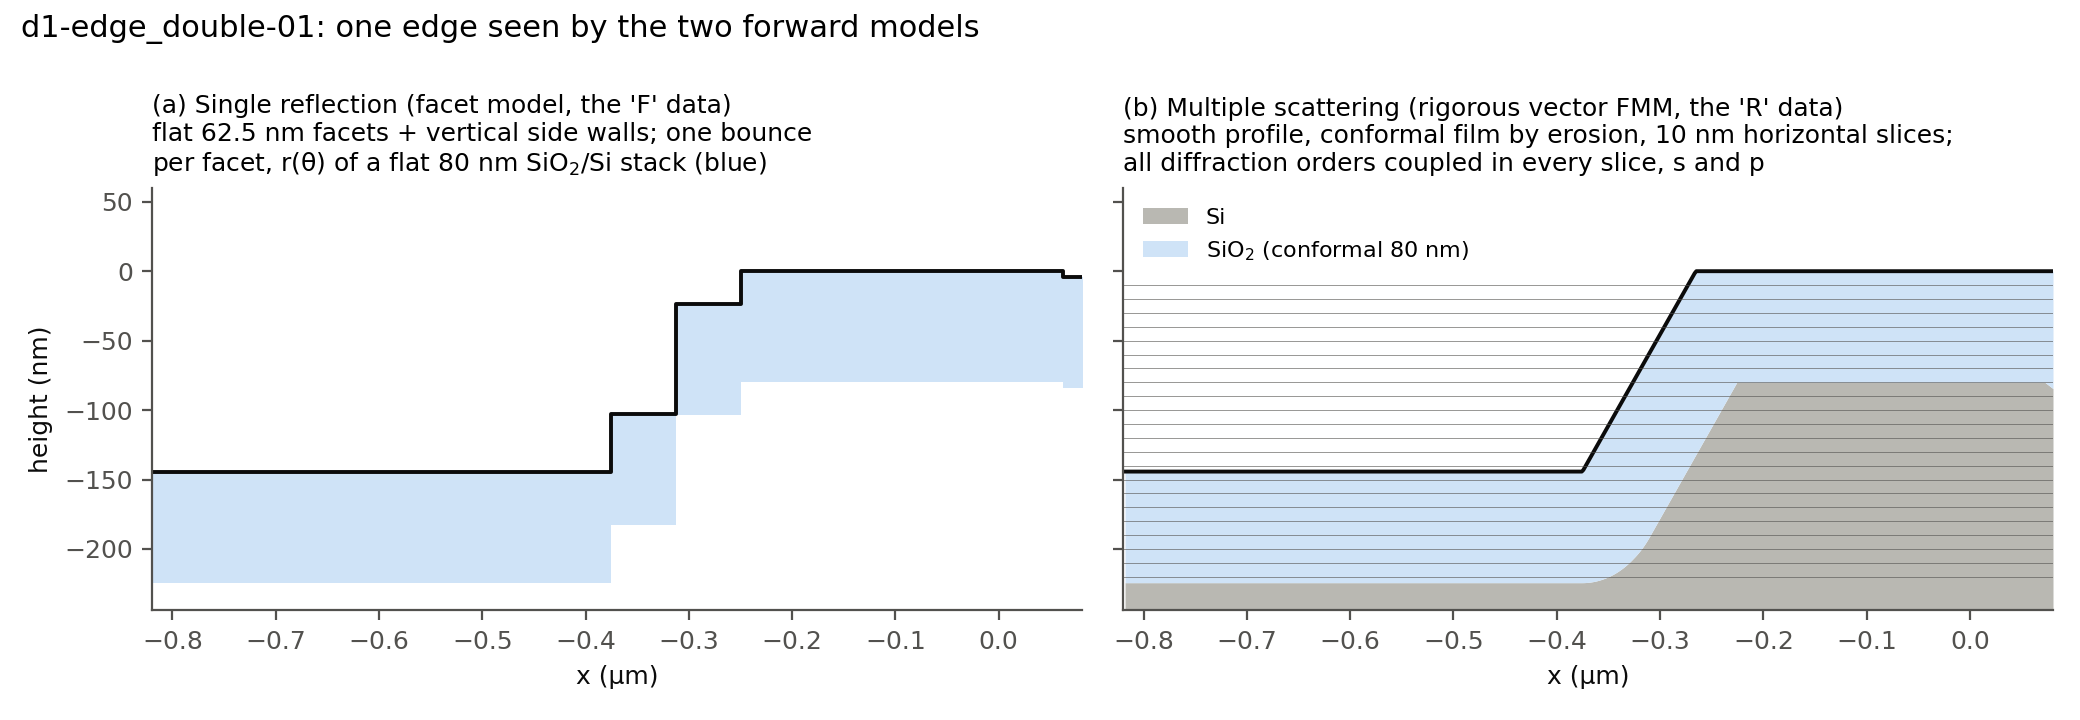 d1-edge_double-01: one edge seen by the two forward models
(a) Single reflection (facet model, the 'F' data)
flat 62.5 nm facets + vertical side walls; one bounce
per facet, r(θ) of a flat 80 nm SiO₂/Si stack (blue)
50
0
−50
−100
−150
−200
height (nm)
−0.8 −0.7 −0.6 −0.5 −0.4 −0.3 −0.2 −0.1 0.0
x (μm)
(b) Multiple scattering (rigorous vector FMM, the 'R' data)
smooth profile, conformal film by erosion, 10 nm horizontal slices;
all diffraction orders coupled in every slice, s and p
Si
SiO₂ (conformal 80 nm)
−0.8 −0.7 −0.6 −0.5 −0.4 −0.3 −0.2 −0.1 0.0
x (μm)